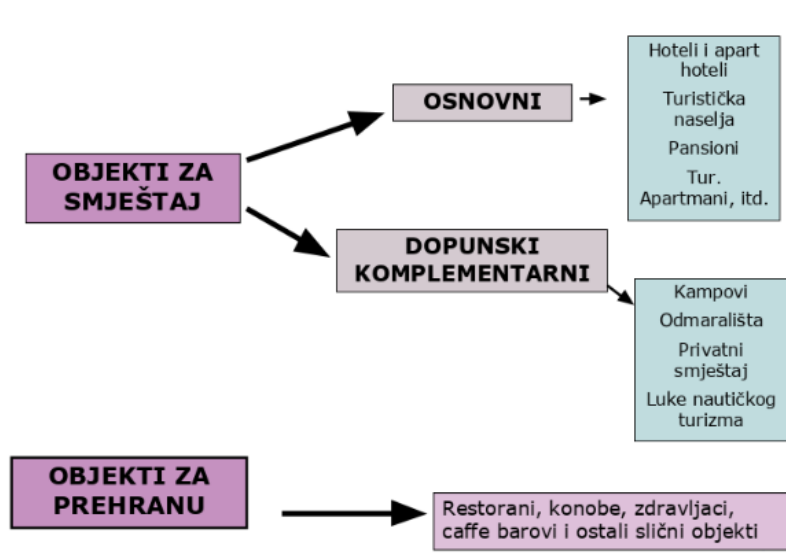 OBJEKTI ZA
SMJEŠTAJ
OSNOVNI
Hoteli i apart
hoteli
Turistička
naselja
Pansioni
Tur.
Apartmani, itd.
DOPUNSKI
KOMPLEMENTARNI
Kampovi
Odmarališta
Privatni
smještaj
Luke nautičkog
turizma
OBJEKTI ZA
PREHRANU
Restorani, konobe, zdravljaci,
caffe barovi i ostali slični objekti